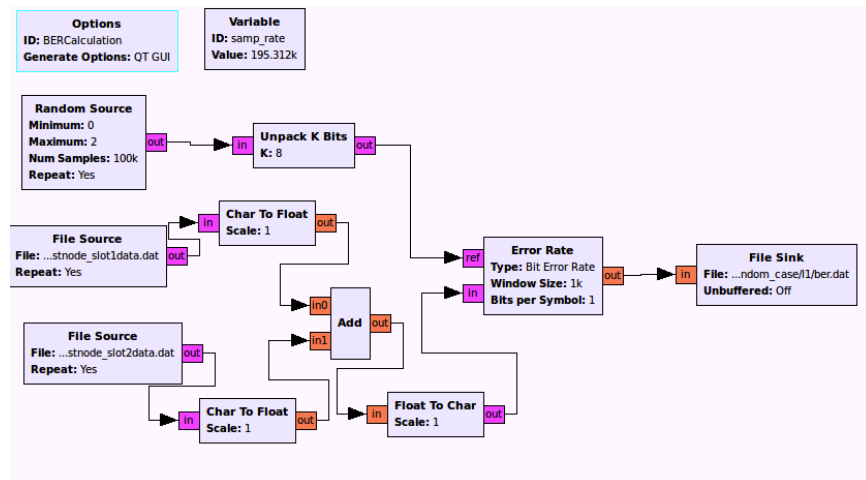 Options
ID: BERCalculation
Generate Options: QT GUI
Variable
ID: samp_rate
Value: 195.312k
Random Source
Minimum: 0
Maximum: 2
Num Samples: 100k
Repeat: Yes
out
in
Unpack K Bits
K: 8
out
in
Char To Float
Scale: 1
out
File Source
File: ...stnode_slot1data.dat
Repeat: Yes
out
ref
in
Error Rate
Type: Bit Error Rate
Window Size: 1k
Bits per Symbol: 1
out
in
File Sink
File: ...ndom_case/l1/ber.dat
Unbuffered: Off
in0
in1
Add
out
File Source
File: ...stnode_slot2data.dat
Repeat: Yes
out
in
Char To Float
Scale: 1
out
in
Float To Char
Scale: 1
out